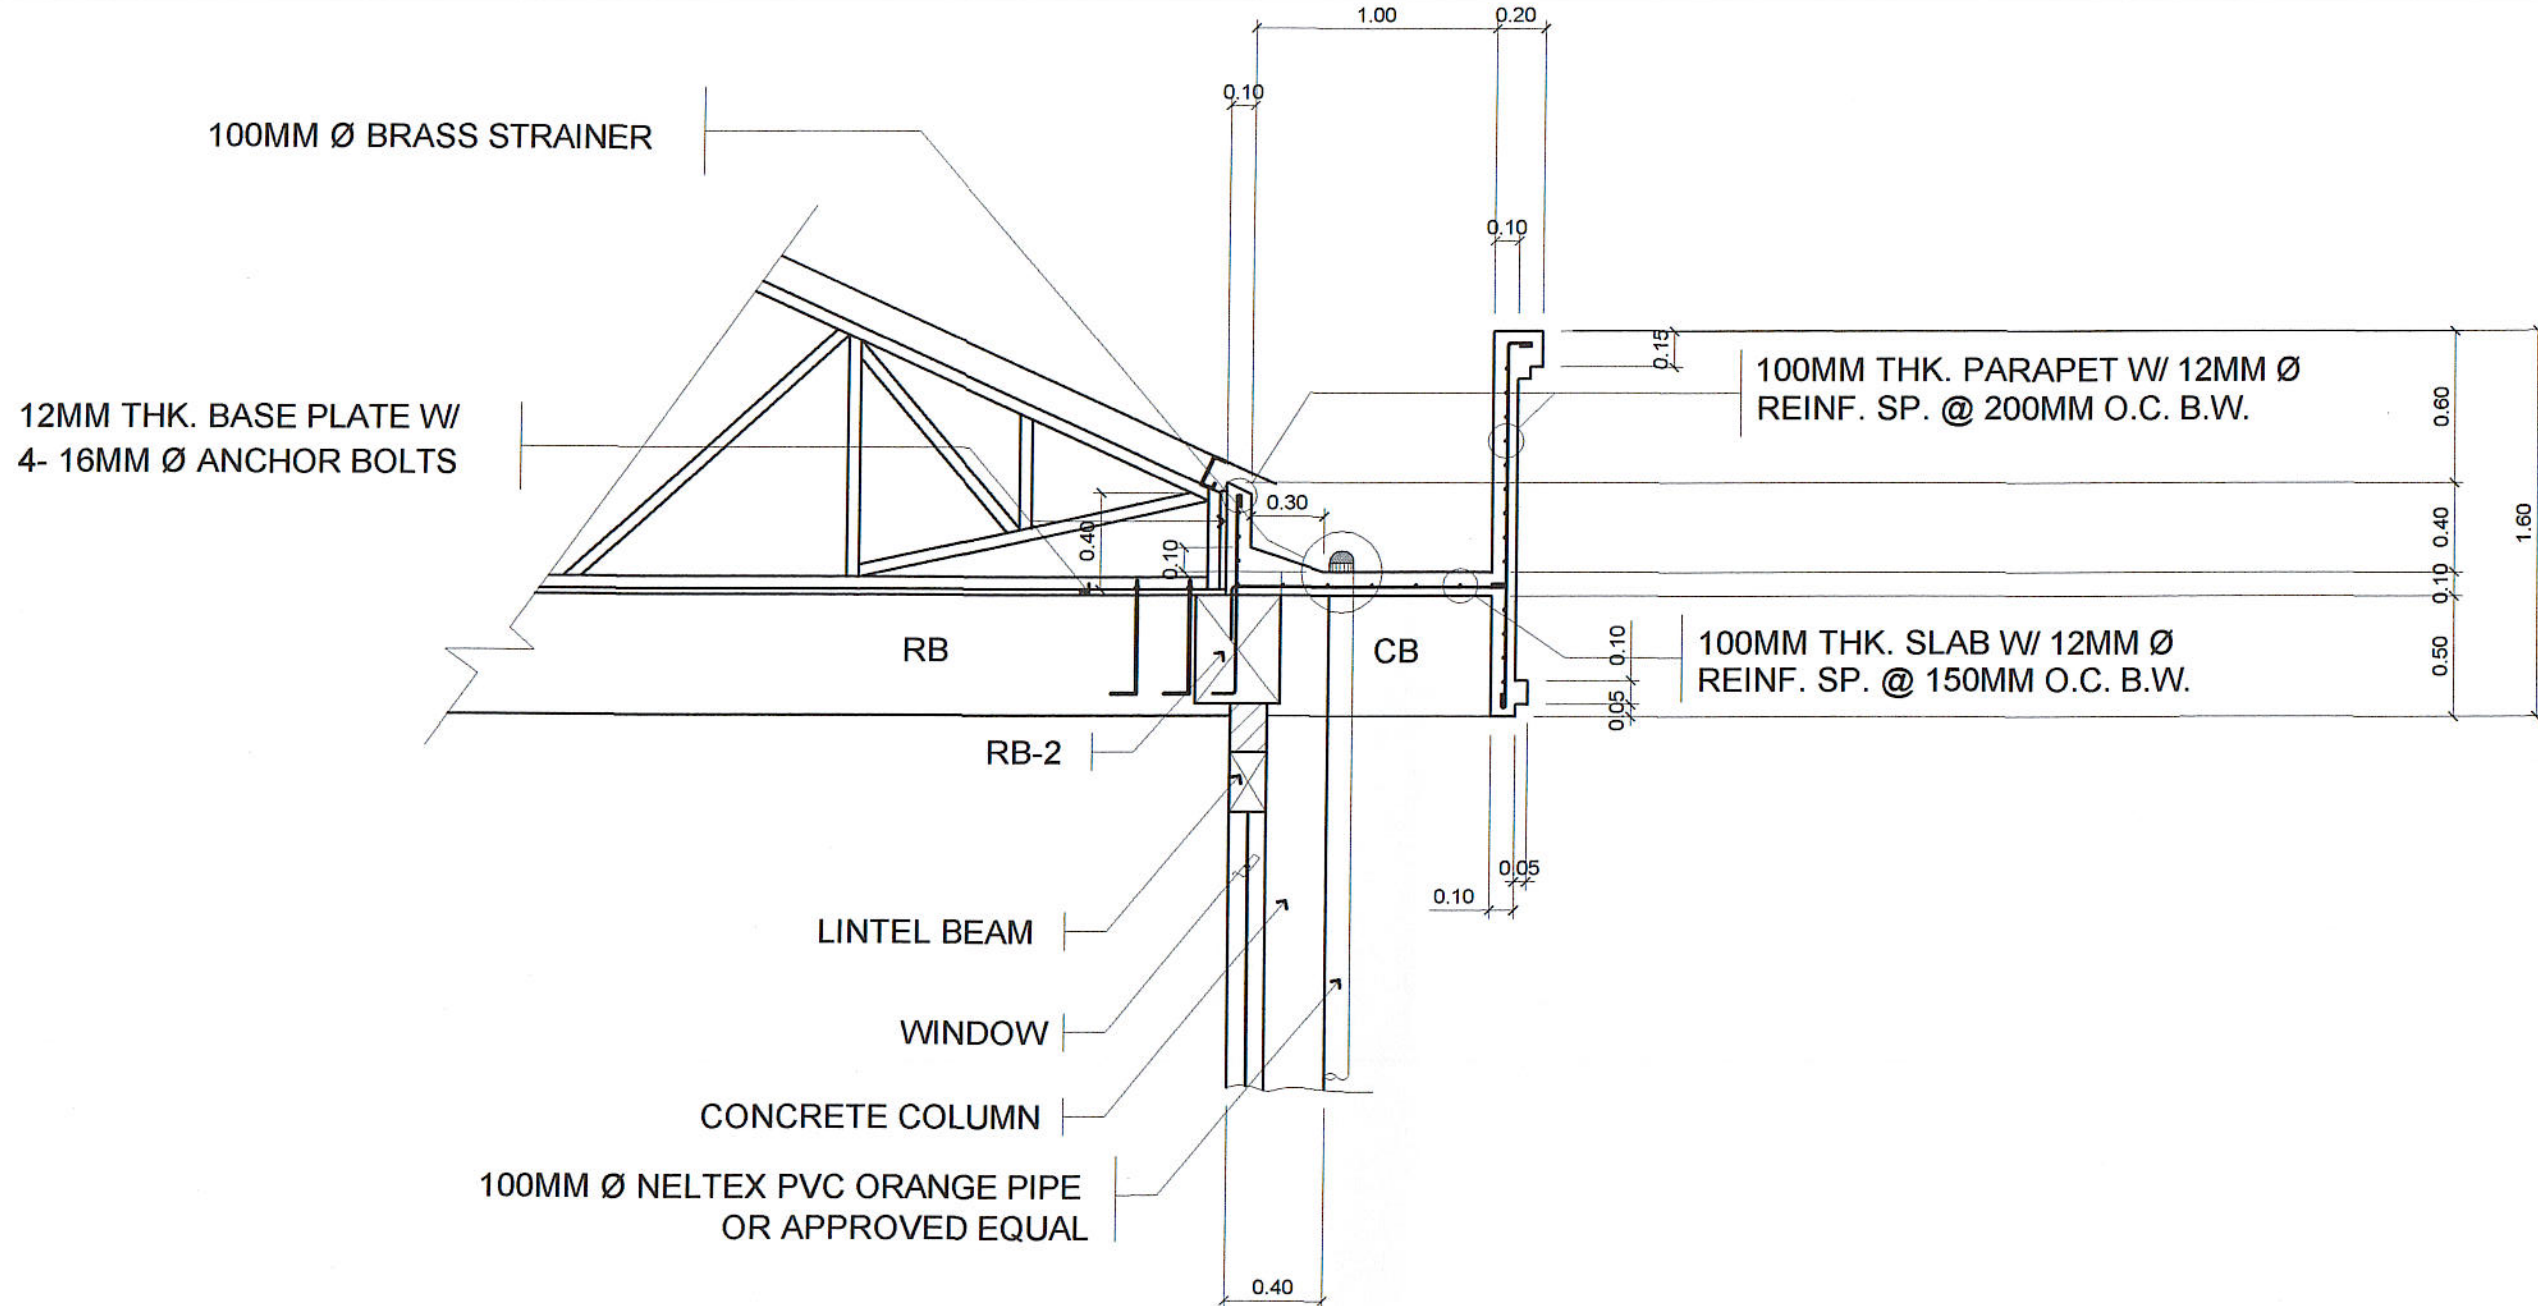 1.00
0.20
0.10
100MM Ø BRASS STRAINER
0.10
0.15
100MM THK. PARAPET W/ 12MM Ø
REINF. SP. @ 200MM O.C. B.W.
0.60
12MM THK. BASE PLATE W/
4- 16MM Ø ANCHOR BOLTS
0.30
0.40
0.10
0.40
1.60
0.10
RB
CB
0.10
100MM THK. SLAB W/ 12MM Ø
REINF. SP. @ 150MM O.C. B.W.
0.50
0.05
RB-2
0.05
0.10
LINTEL BEAM
WINDOW
CONCRETE COLUMN
100MM Ø NELTEX PVC ORANGE PIPE
OR APPROVED EQUAL
0.40